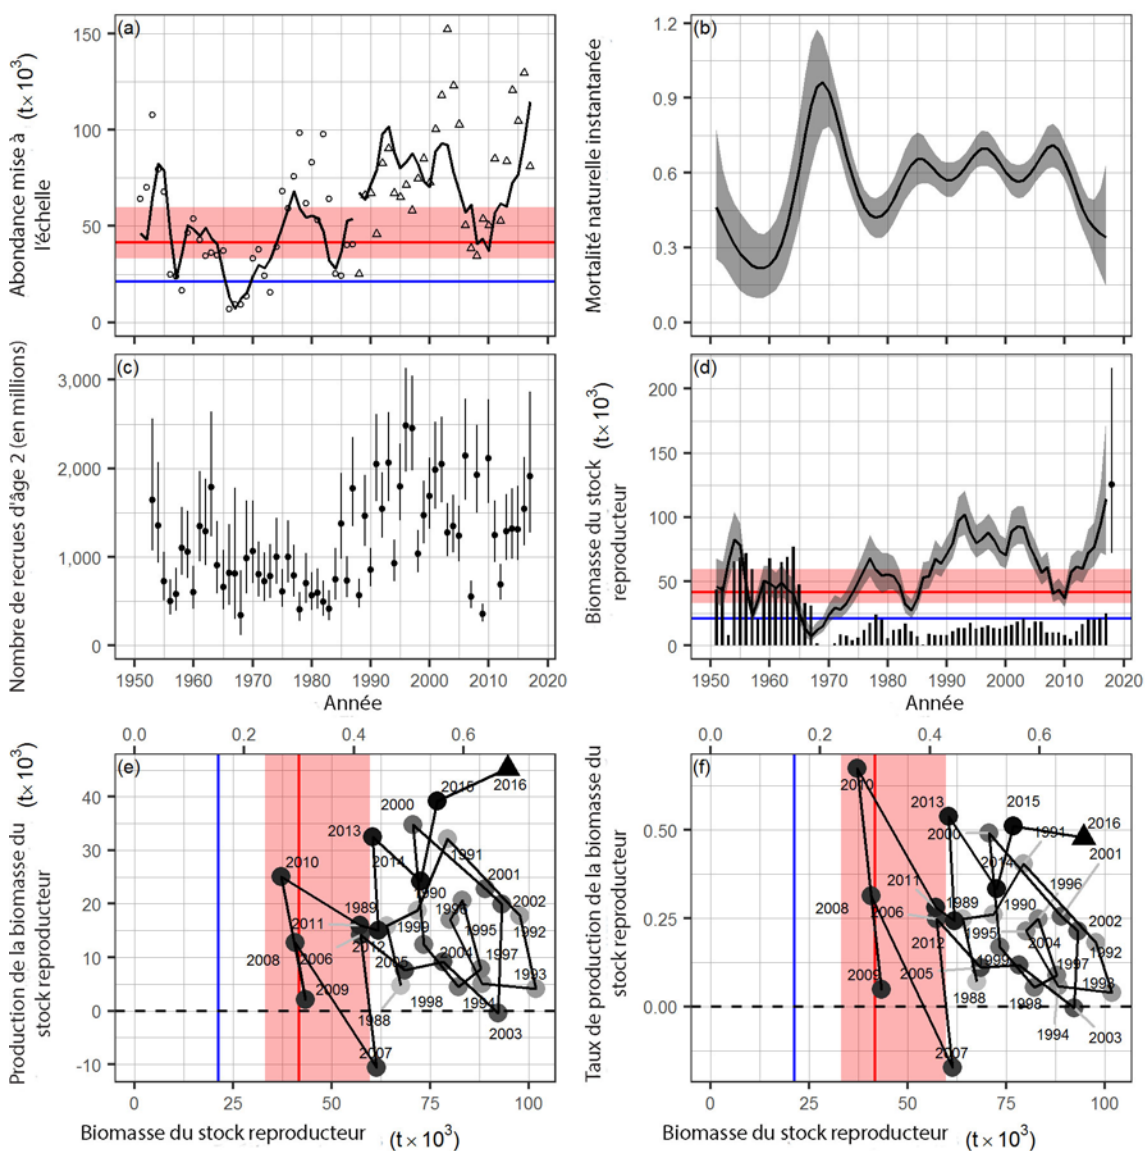 (a)
Abondance mise à
l'échelle
(t× 10³)
150
100
50
0
(b)
Mortalité naturelle instantanée
1.2
0.9
0.6
0.3
0.0
(c)
Nombre de recrues d'âge 2 (en millions)
3,000
2,000
1,000
0
1950 1960 1970 1980 1990 2000 2010 2020
Année
(d)
Biomasse du stock
reproducteur
(t× 10³)
200
150
100
50
0
1950 1960 1970 1980 1990 2000 2010 2020
Année
0.0 0.2 0.4 0.6
(e)
Production de la biomasse du
stock reproducteur
(t× 10³)
40
30
20
10
0
-10
2016
2015
2000
2013
2014
1991
2010
1990
2001
2002
1989
2011
1999
1996
1992
2012
1995
2008
2006
2005
2004
1997
1993
2009
1998
1994
1988
2003
2007
0 25 50 75 100
Biomasse du stock reproducteur
(t × 10³)
0.0 0.2 0.4 0.6
(f)
Taux de production de la biomasse du
stock reproducteur
0.50
0.25
0.00
2010
2013
2015
2016
2000
1991
2014
2001
1996
2011
1989
1990
2008
2006
2002
2012
1995
2004
1992
2009
2005
1999
1997
1993
1988
1998
1994
2003
2007
0 25 50 75 100
Biomasse du stock reproducteur
(t × 10³)